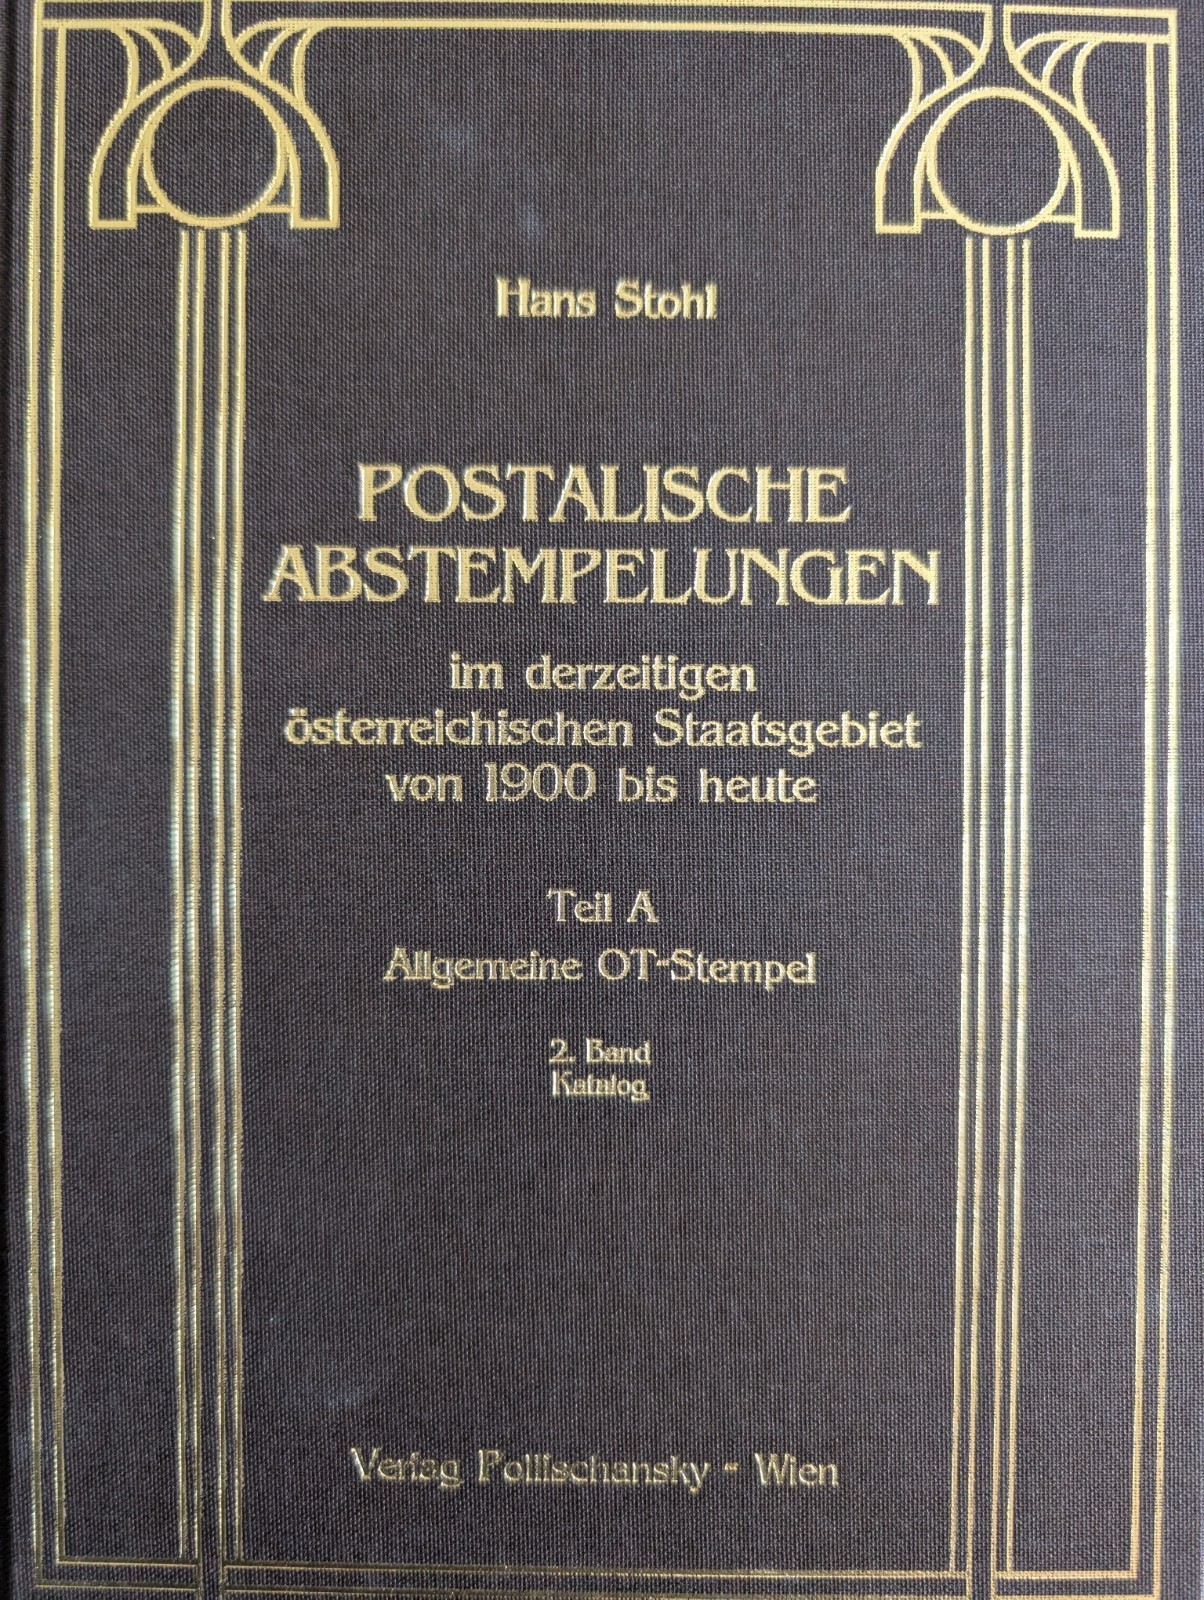 Hans Stohl
POSTALISCHE
ABSTEMPELUNGEN
im derzeitigen
österreichischen Staatsgebiet
von 1900 bis heute
Teil A
Allgemeine OT-Stempel
2. Band
Katalog
Verlag Pollischansky - Wien